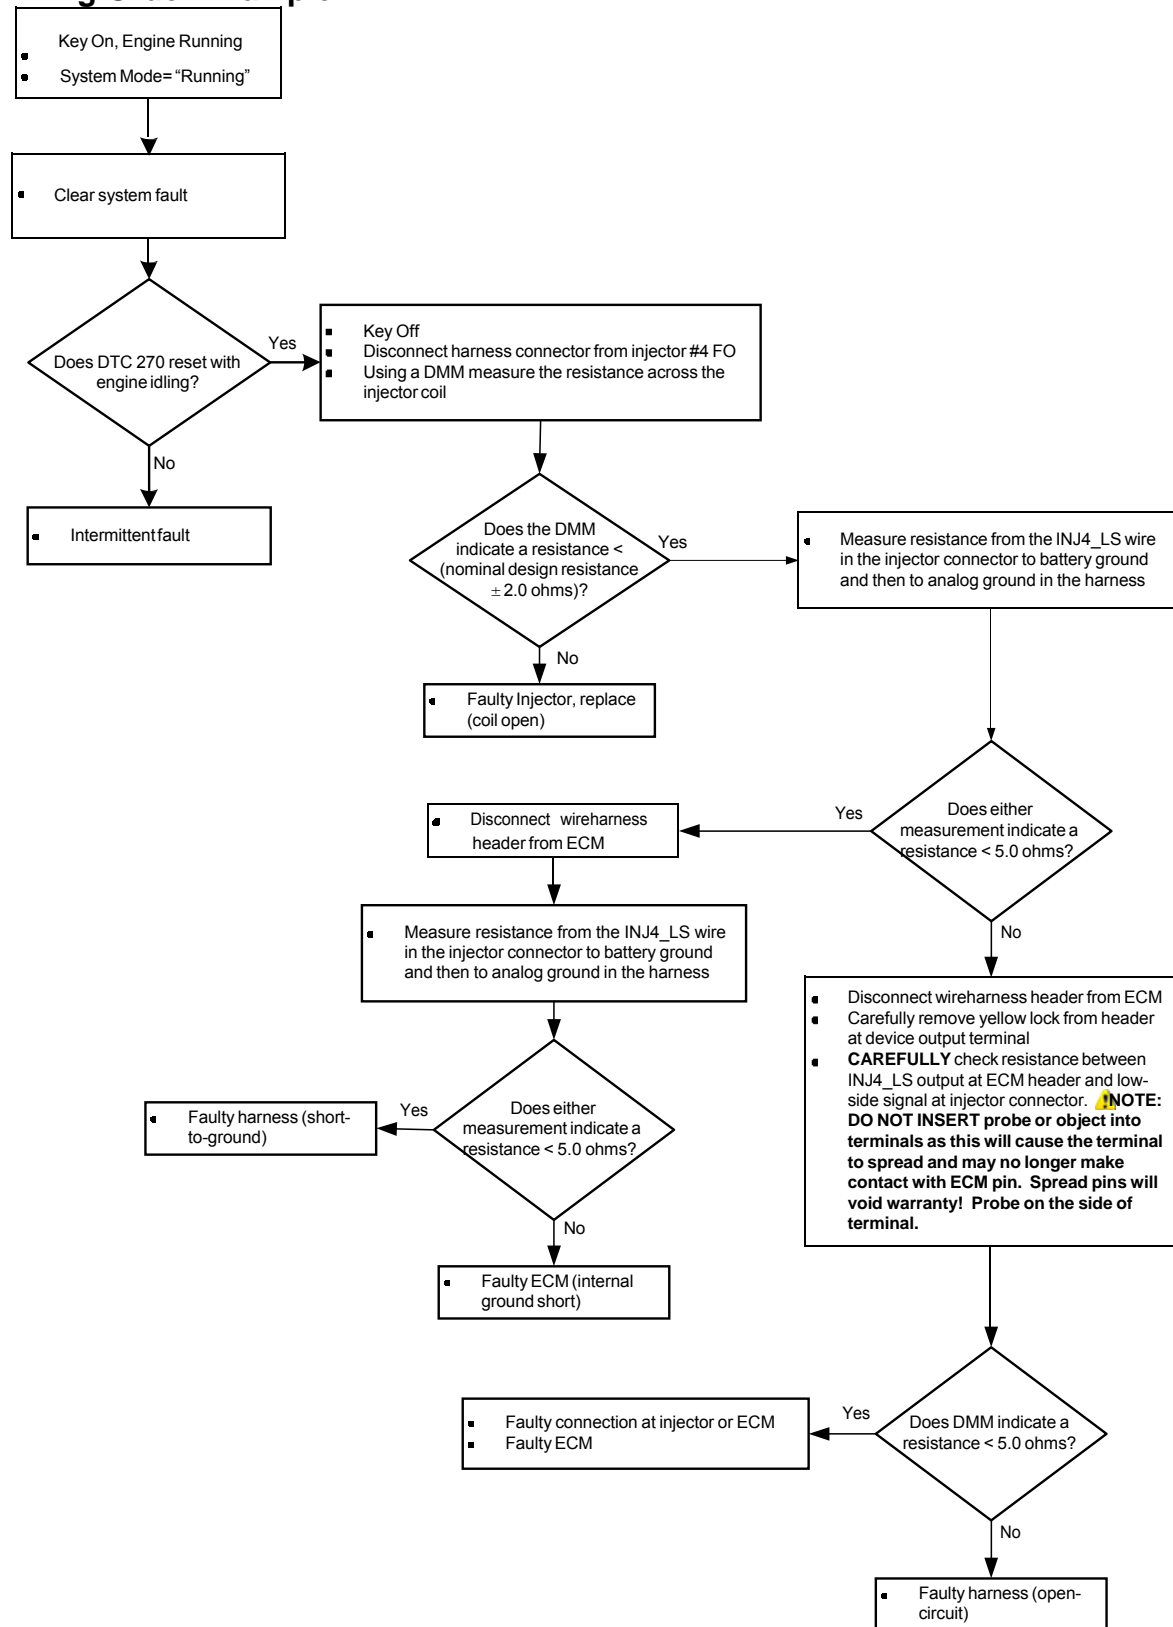 Key On, Engine Running
System Mode= “Running”
Clear system fault
Does DTC 270 reset with
engine idling?
Yes
No
Intermittent fault
Key Off
Disconnect harness connector from injector #4 FO
Using a DMM measure the resistance across the
injector coil
Does the DMM
indicate a resistance <
(nominal design resistance
± 2.0 ohms)?
Yes
No
Faulty Injector, replace
(coil open)
Measure resistance from the INJ4_LS wire
in the injector connector to battery ground
and then to analog ground in the harness
Does either
measurement indicate a
resistance < 5.0 ohms?
Yes
No
Disconnect wireharness
header from ECM
Measure resistance from the INJ4_LS wire
in the injector connector to battery ground
and then to analog ground in the harness
Does either
measurement indicate a
resistance < 5.0 ohms?
Yes
No
Faulty harness (short-
to-ground)
Faulty ECM (internal
ground short)
Disconnect wireharness header from ECM
Carefully remove yellow lock from header
at device output terminal
CAREFULLY check resistance between
INJ4_LS output at ECM header and low-
side signal at injector connector. NOTE:
DO NOT INSERT probe or object into
terminals as this will cause the terminal
to spread and may no longer make
contact with ECM pin. Spread pins will
void warranty! Probe on the side of
terminal.
Does DMM indicate a
resistance < 5.0 ohms?
Yes
No
Faulty connection at injector or ECM
Faulty ECM
Faulty harness (open-
circuit)